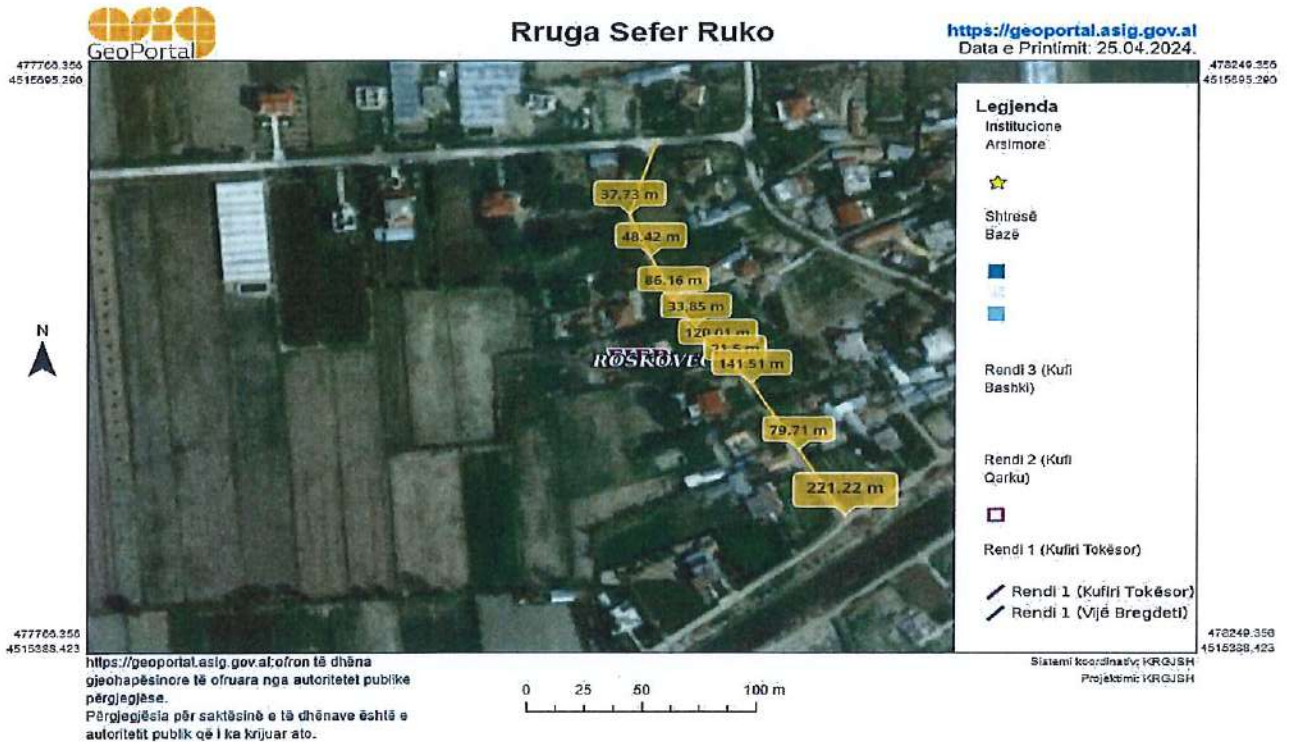 asig
GeoPortal
Rruga Sefer Ruko
https://geoportal.asig.gov.al
Data e Printimit: 25.04.2024.
477766.356
4515695.290
478249.356
4515695.290
37.73 m
48.42 m
86.16 m
33.85 m
120.01 m
21.5 m
141.51 m
ROSKOVEC
79.71 m
221.22 m
N
Legjenda
Institucione
Arsimore
Shtresë
Bazë
Rendi 3 (Kufi
Bashki)
Rendi 2 (Kufi
Qarku)
Rendi 1 (Kufiri Tokësor)
Rendi 1 (Kufiri Tokësor)
Rendi 1 (Vijë Bregdeti)
477766.356
4515388.423
478249.356
4515388.423
https://geoportal.asig.gov.al;ofron të dhëna
gjeohapësinore të ofruara nga autoritetet publike
përgjegjëse.
Përgjegjësia për saktësinë e të dhënave është e
autoritetit publik që i ka krijuar ato.
0 25 50 100 m
Sistemi koordinativ: KRGJSH
Projektimi: KRGJSH